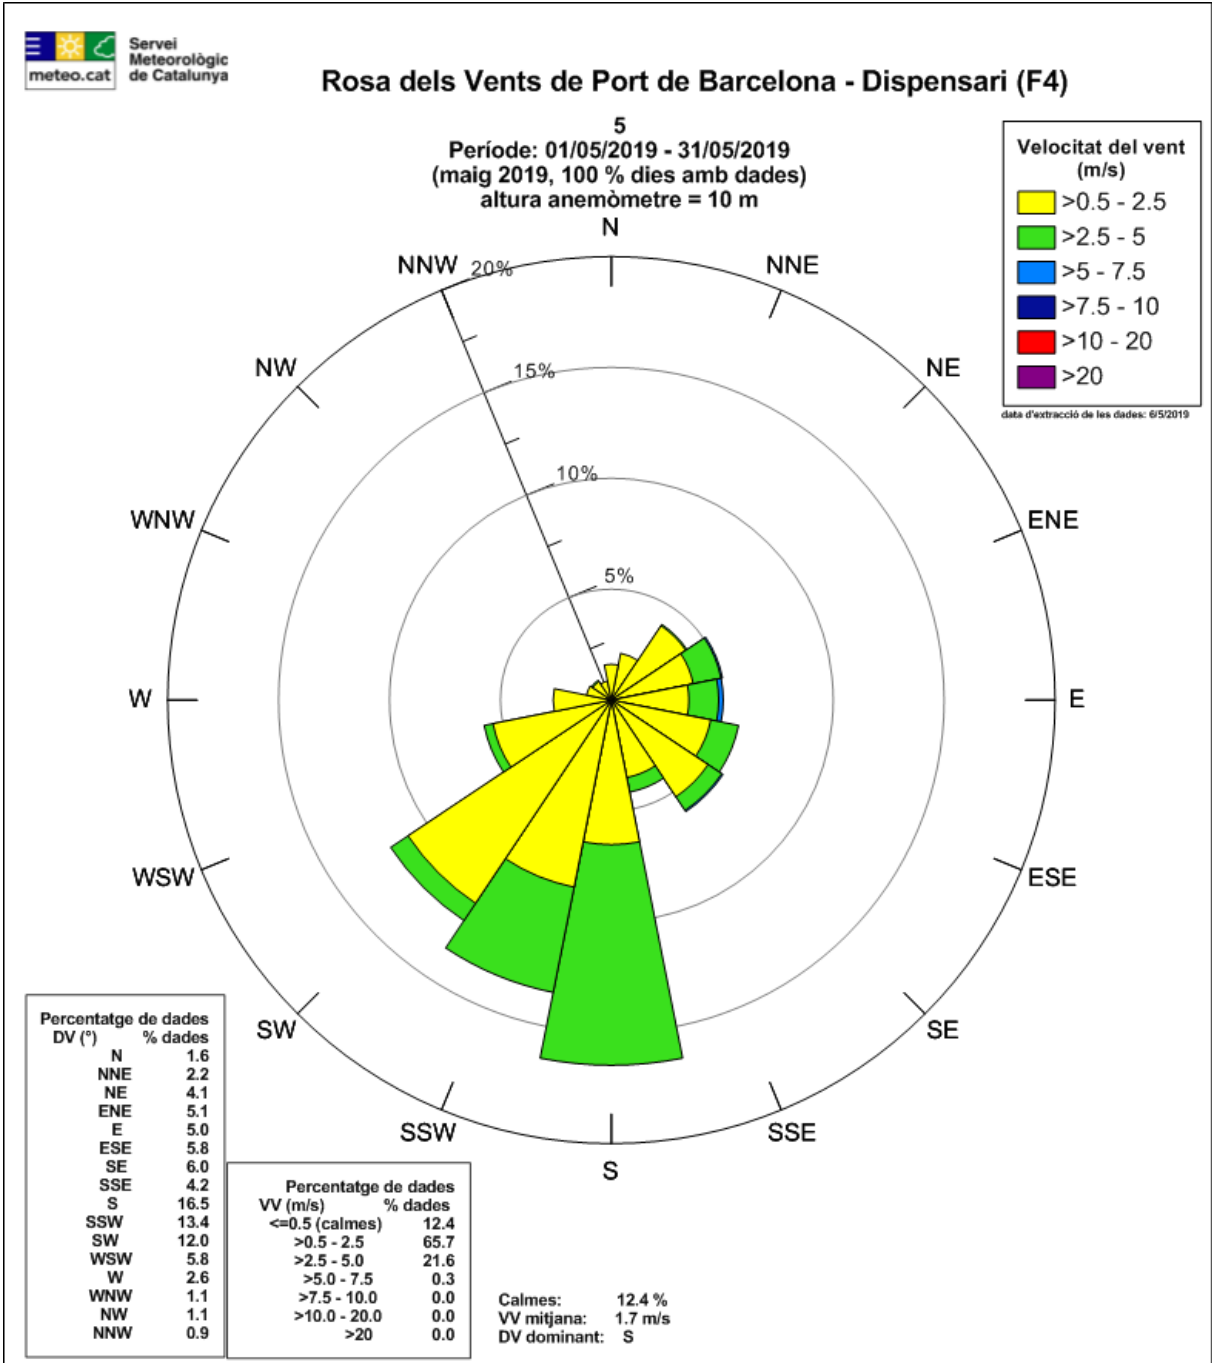 meteo.cat
Servei
Meteorològic
de Catalunya
Rosa dels Vents de Port de Barcelona - Dispensari (F4)
5
Període: 01/05/2019 - 31/05/2019
(maig 2019, 100 % dies amb dades)
altura anemòmetre = 10 m
Velocitat del vent
(m/s)
>0.5 - 2.5
>2.5 - 5
>5 - 7.5
>7.5 - 10
>10 - 20
>20
data d'extracció de les dades: 6/5/2019
N
NNW
20%
NNE
NW
15%
NE
10%
WNW
ENE
5%
W
E
WSW
ESE
SW
SE
SSW
SSE
S
Percentatge de dades
DV (°) % dades
N 1.6
NNE 2.2
NE 4.1
ENE 5.1
E 5.0
ESE 5.8
SE 6.0
SSE 4.2
S 16.5
SSW 13.4
SW 12.0
WSW 5.8
W 2.6
WNW 1.1
NW 1.1
NNW 0.9
Percentatge de dades
VV (m/s) % dades
<=0.5 (calmes) 12.4
>0.5 - 2.5 65.7
>2.5 - 5.0 21.6
>5.0 - 7.5 0.3
>7.5 - 10.0 0.0
>10.0 - 20.0 0.0
>20 0.0
Calmes: 12.4 %
VV mitjana: 1.7 m/s
DV dominant: S